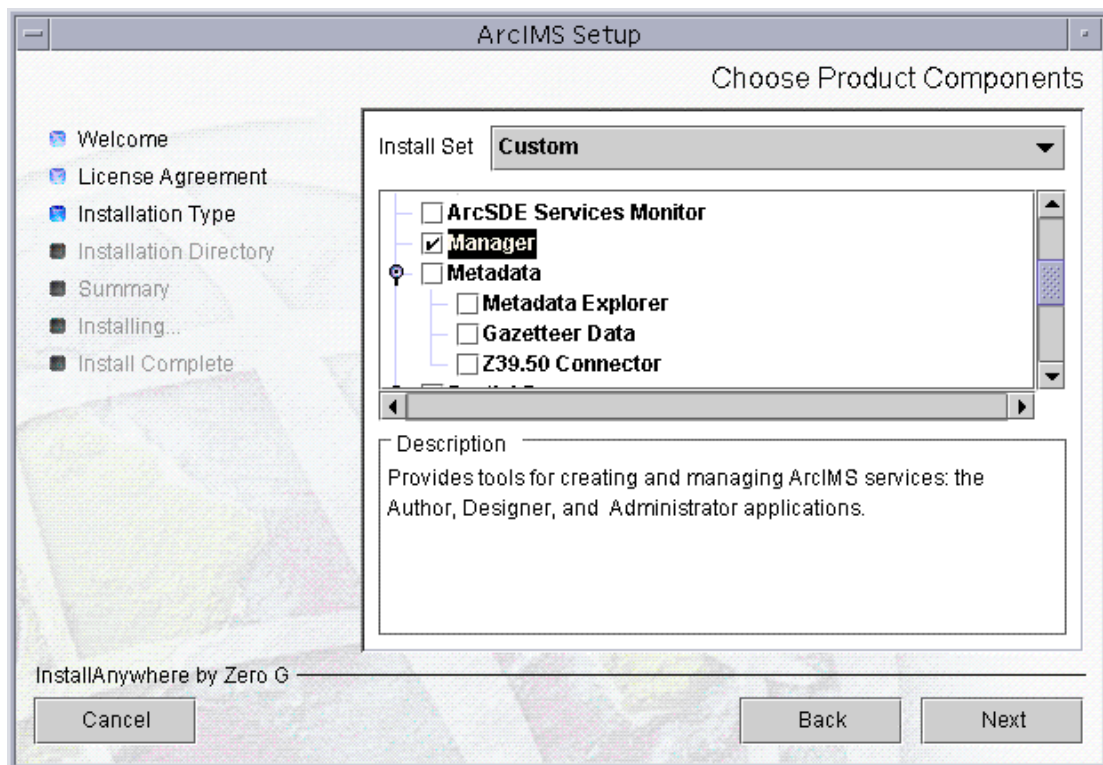 ArcIMS Setup
Choose Product Components
Welcome
License Agreement
Installation Type
Installation Directory
Summary
Installing...
Install Complete
Install Set Custom
ArcSDE Services Monitor
Manager
Metadata
Metadata Explorer
Gazetteer Data
Z39.50 Connector
Description
Provides tools for creating and managing ArcIMS services: the
Author, Designer, and Administrator applications.
InstallAnywhere by Zero G
Cancel
Back
Next